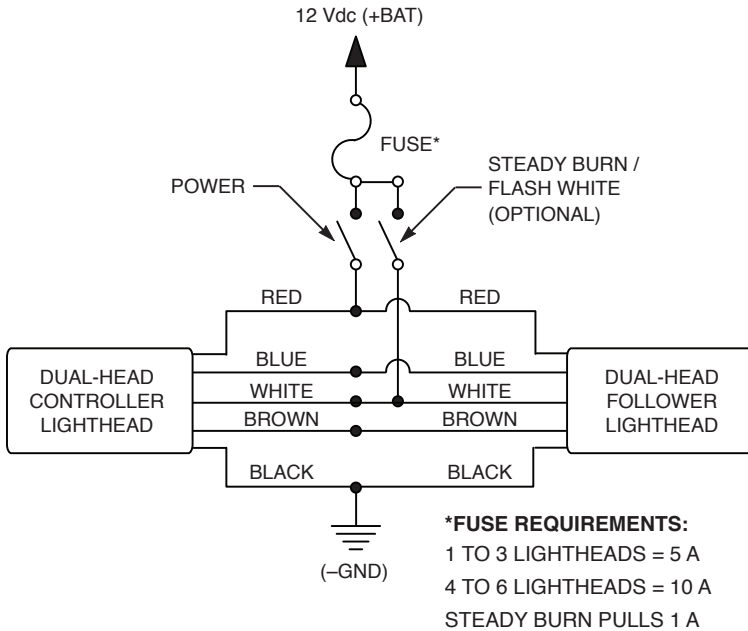 12 Vdc (+BAT)
FUSE*
POWER
STEADY BURN /
FLASH WHITE
(OPTIONAL)
RED
RED
BLUE
BLUE
WHITE
WHITE
BROWN
BROWN
BLACK
BLACK
DUAL-HEAD
CONTROLLER
LIGHTHEAD
DUAL-HEAD
FOLLOWER
LIGHTHEAD
(–GND)
*FUSE REQUIREMENTS:
1 TO 3 LIGHTHEADS = 5 A
4 TO 6 LIGHTHEADS = 10 A
STEADY BURN PULLS 1 A